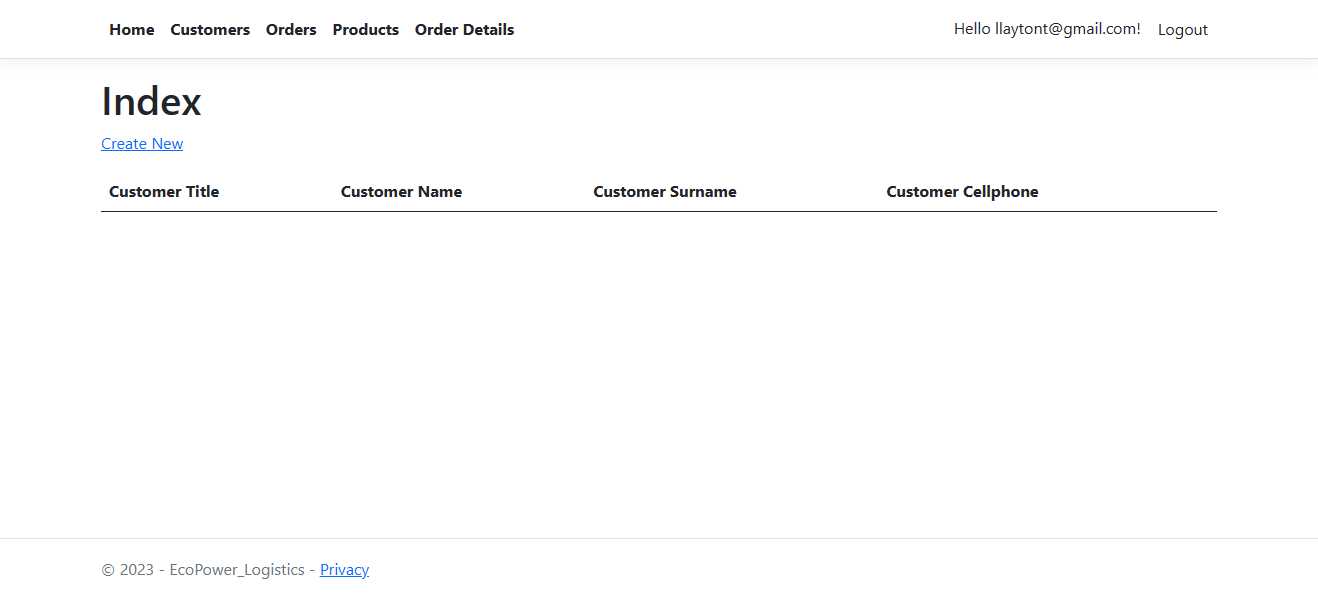 Home Customers Orders Products Order Details Hello llaytont@gmail.com! Logout
Index
Create New
Customer Title Customer Name Customer Surname Customer Cellphone
© 2023 - EcoPower_Logistics - Privacy